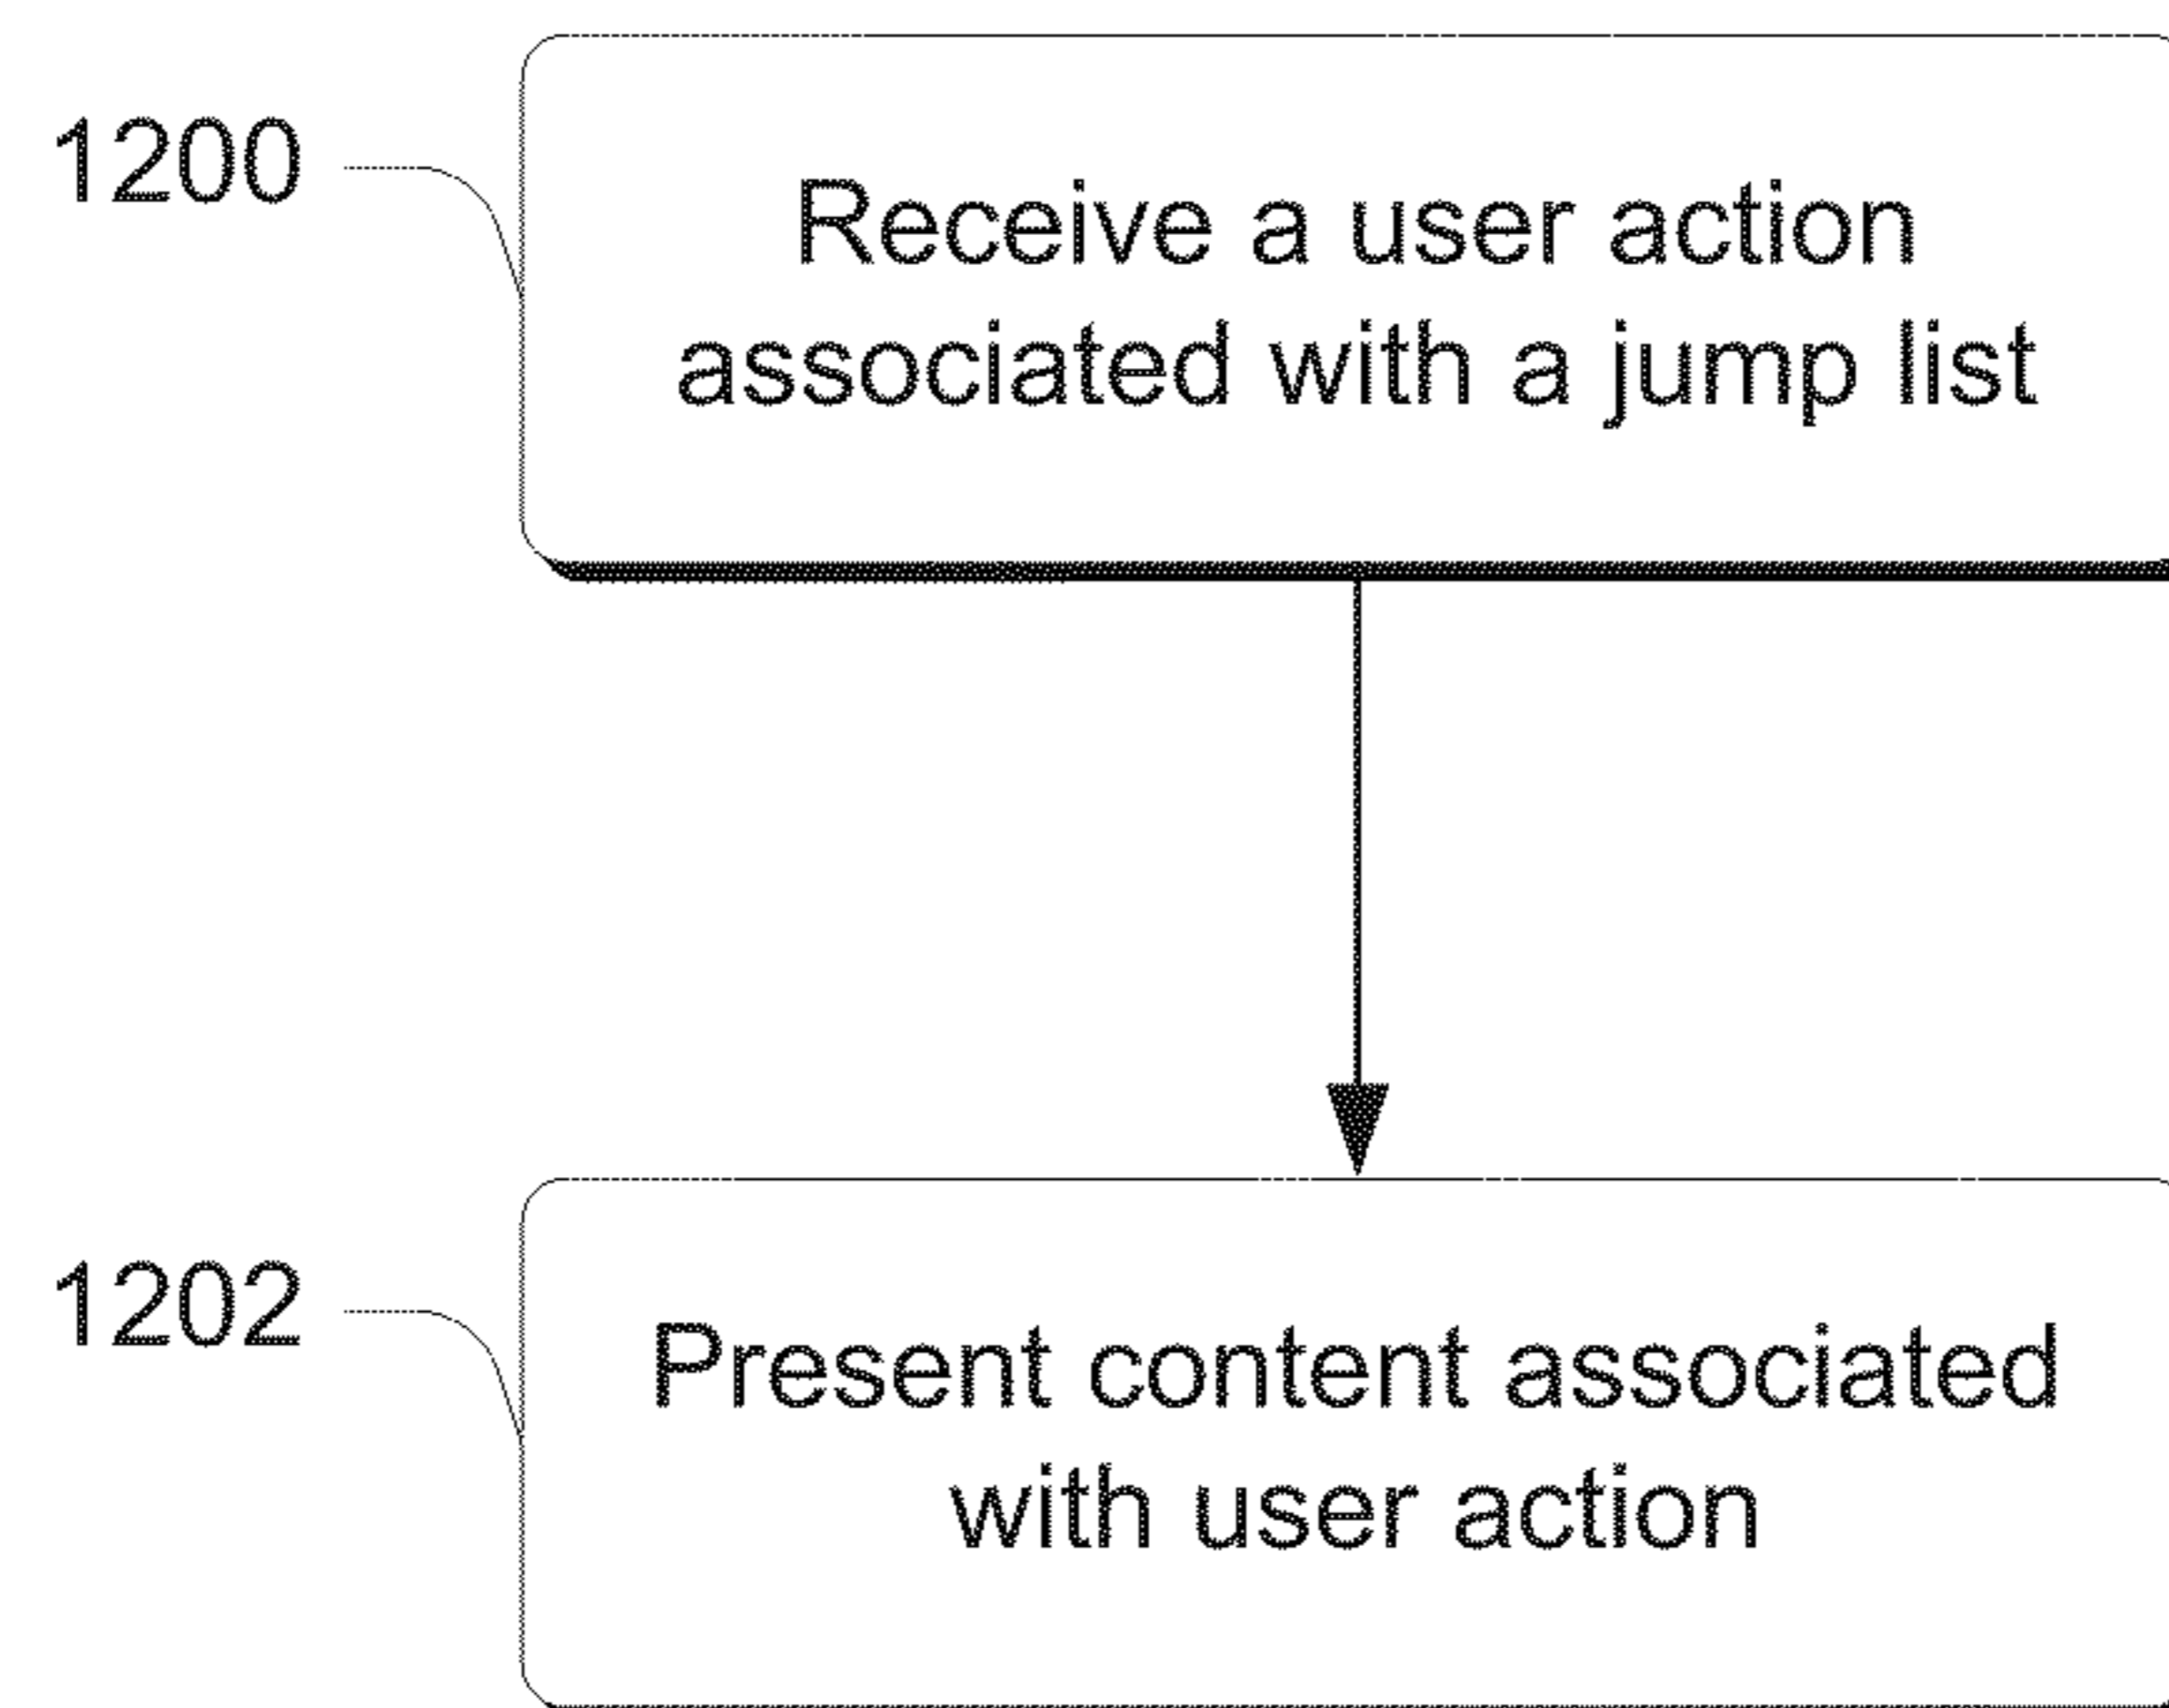 1200
Receive a user action
associated with a jump list
1202
Present content associated
with user action